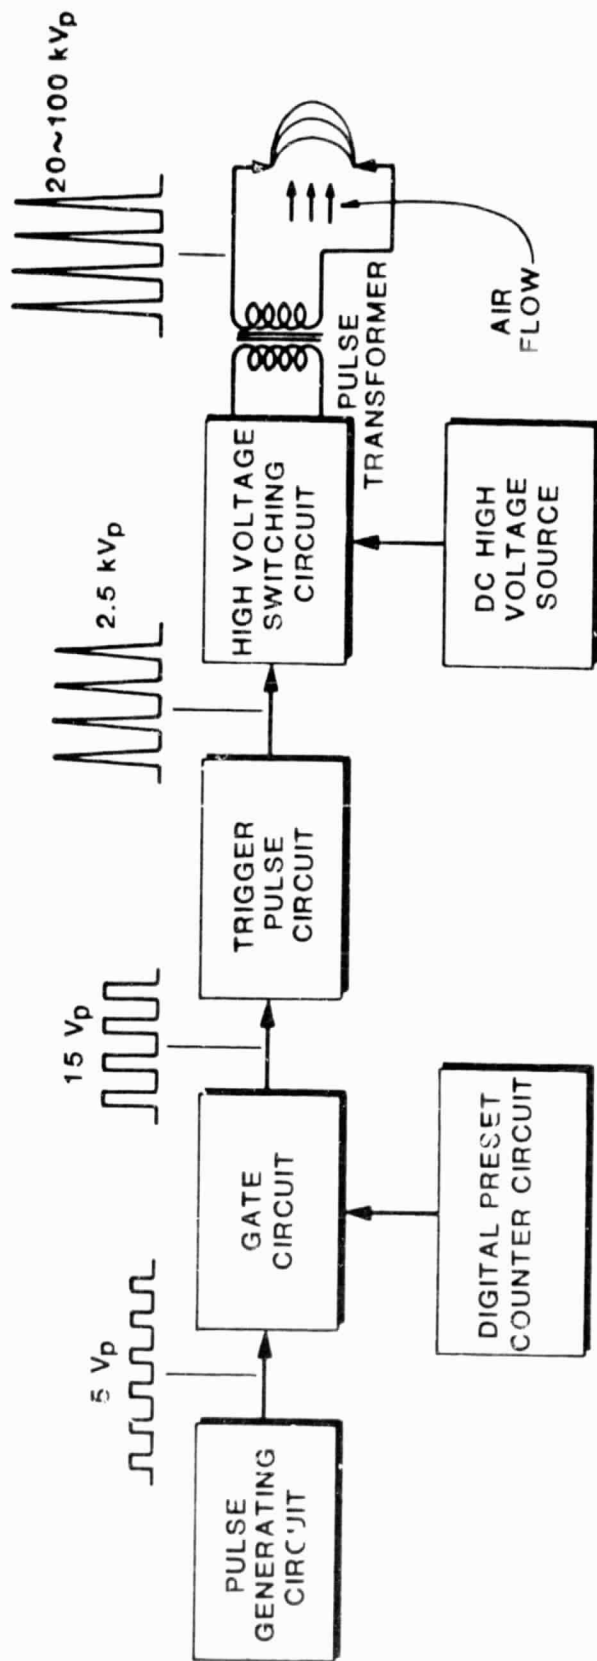 5 Vp
15 Vp
2.5 kVp
20~100 kVp
PULSE
GENERATING
CIRCUIT
GATE
CIRCUIT
TRIGGER
PULSE
CIRCUIT
HIGH VOLTAGE
SWITCHING
CIRCUIT
PULSE
TRANSFORMER
DIGITAL PRESET
COUNTER CIRCUIT
DC HIGH
VOLTAGE
SOURCE
AIR
FLOW